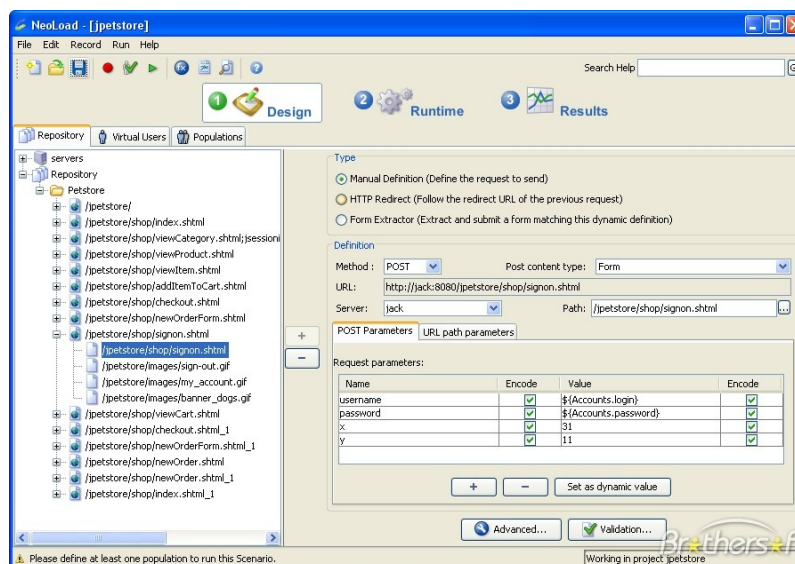 NeoLoad - [jpetstore]
File Edit Record Run Help
Search Help
1 Design 2 Runtime 3 Results
Repository Virtual Users Populations
servers
Repository
Petstore
/jpetstore/
/jpetstore/shop/index.shtml
/jpetstore/shop/viewCategory.shtml;jsessioni
/jpetstore/shop/viewProduct.shtml
/jpetstore/shop/viewItem.shtml
/jpetstore/shop/addItemToCart.shtml
/jpetstore/shop/checkout.shtml
/jpetstore/shop/newOrderForm.shtml
/jpetstore/shop/signon.shtml
/jpetstore/shop/signon.shtml
/jpetstore/images/sign-out.gif
/jpetstore/images/my_account.gif
/jpetstore/images/banner_dogs.gif
/jpetstore/shop/viewCart.shtml
/jpetstore/shop/checkout.shtml_1
/jpetstore/shop/newOrderForm.shtml_1
/jpetstore/shop/newOrder.shtml
/jpetstore/shop/newOrder.shtml_1
/jpetstore/shop/index.shtml_1
Type
Manual Definition (Define the request to send)
HTTP Redirect (Follow the redirect URL of the previous request)
Form Extractor (Extract and submit a form matching this dynamic definition)
Definition
Method : POST Post content type: Form
URL: http://jack:8080/jpetstore/shop/signon.shtml
Server: jack Path: /jpetstore/shop/signon.shtml ...
POST Parameters URL path parameters
Request parameters:
Name Encode Value Encode
username ${Accounts.login}
password ${Accounts.password}
x 31
y 11
+ - Set as dynamic value
Advanced... Validation...
Please define at least one population to run this Scenario.
Working in project jpetstore